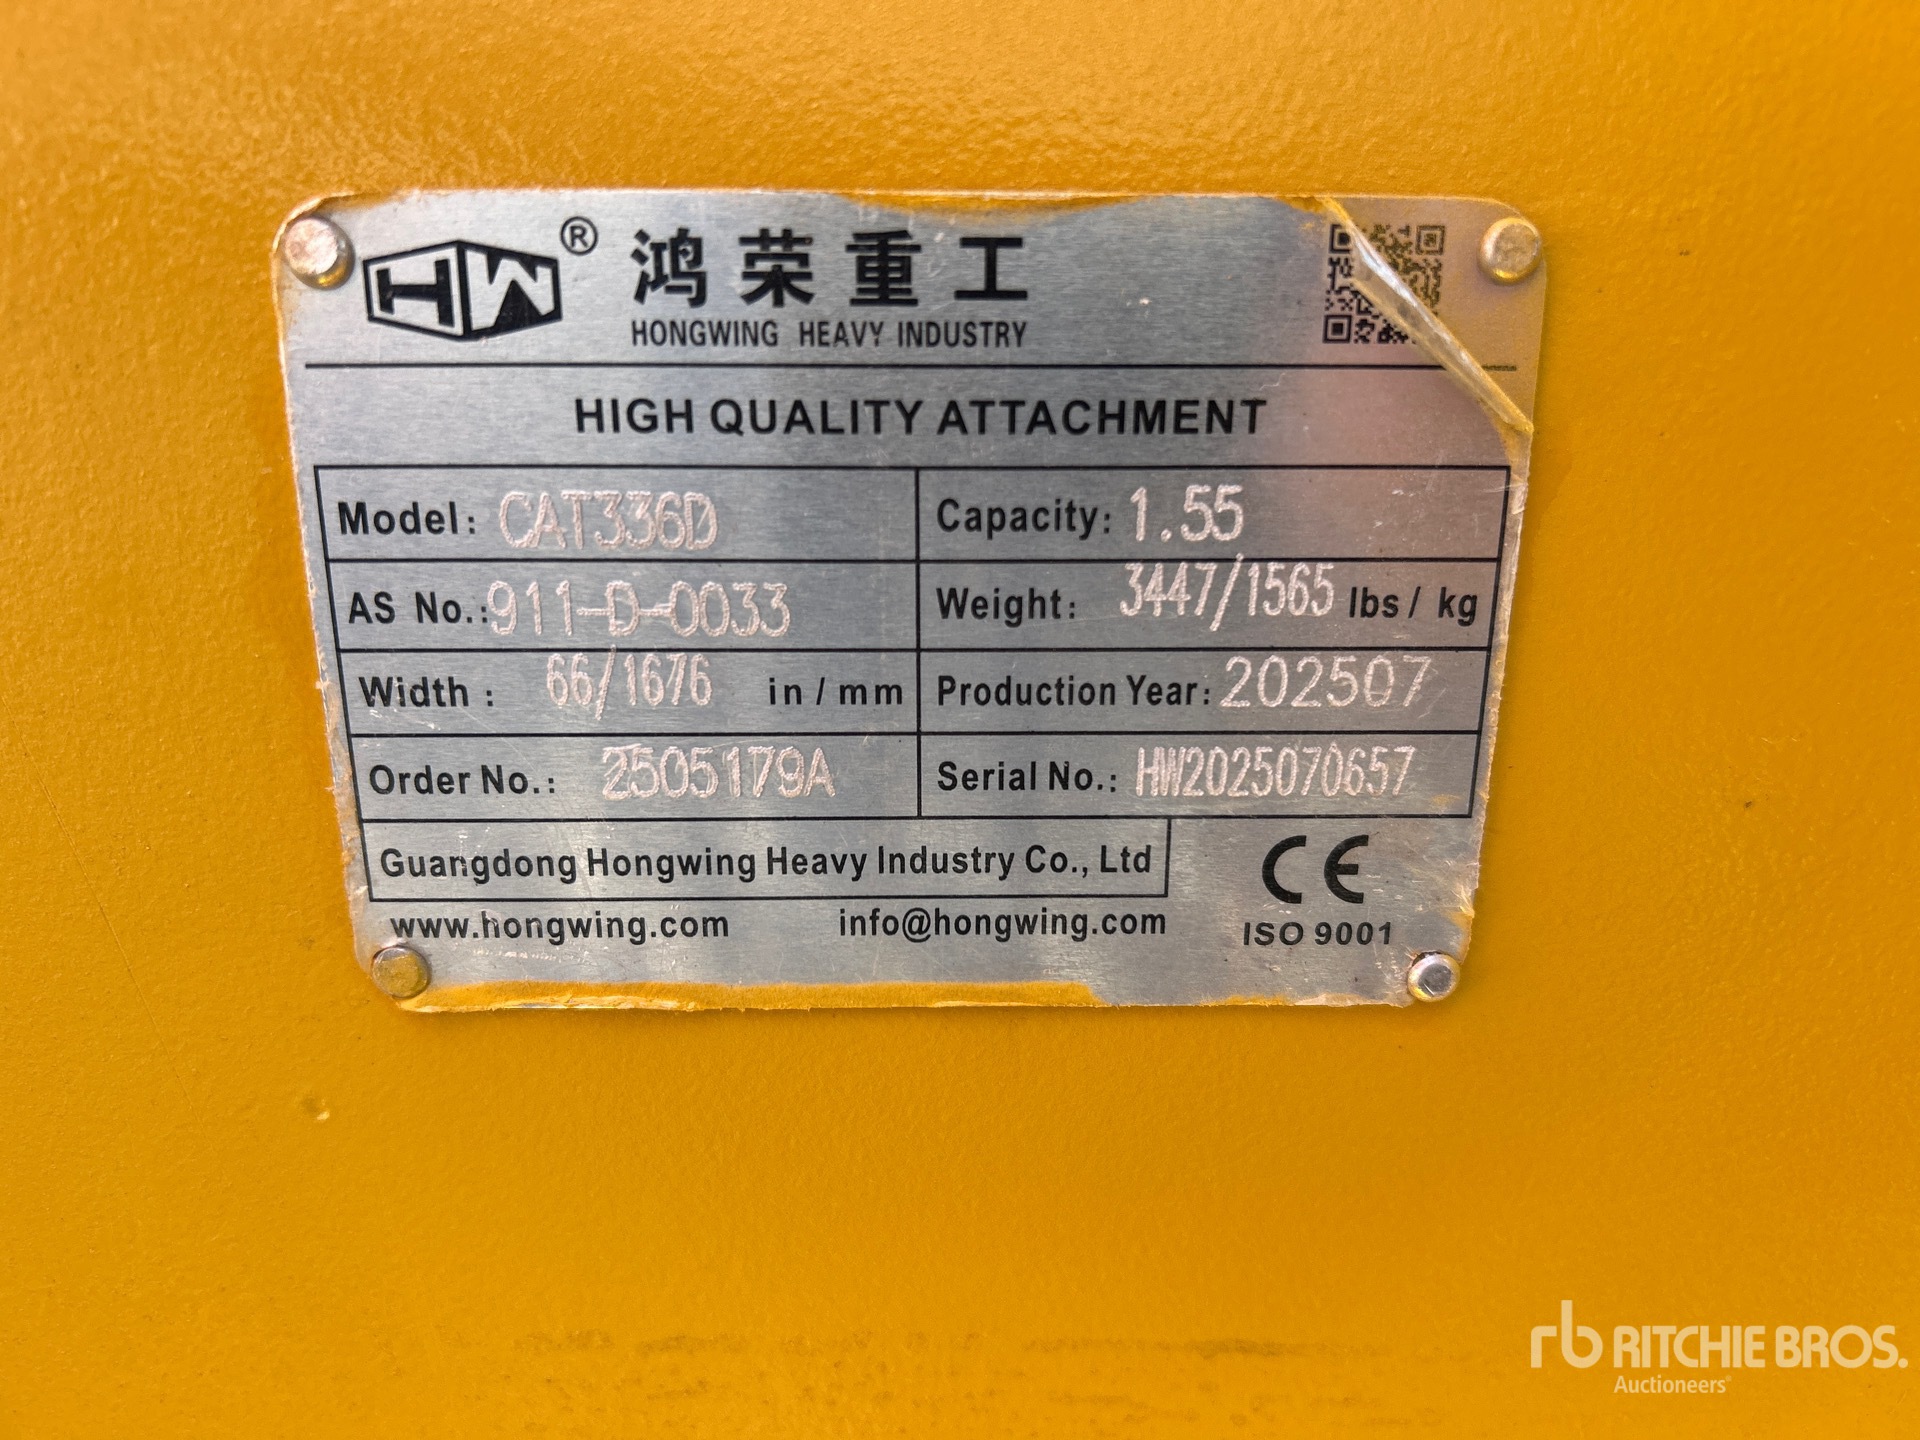 HW® 鸿荣重工
HONGWING HEAVY INDUSTRY
HIGH QUALITY ATTACHMENT
Model: CAT336D Capacity: 1.55
AS No.: 911-D-0033 Weight: 3447/1565 lbs / kg
Width : 66/1676 in / mm Production Year: 202507
Order No.: 2505179A Serial No.: HW2025070657
Guangdong Hongwing Heavy Industry Co., Ltd CE
www.hongwing.com info@hongwing.com ISO 9001
rb RITCHIE BROS.
Auctioneers